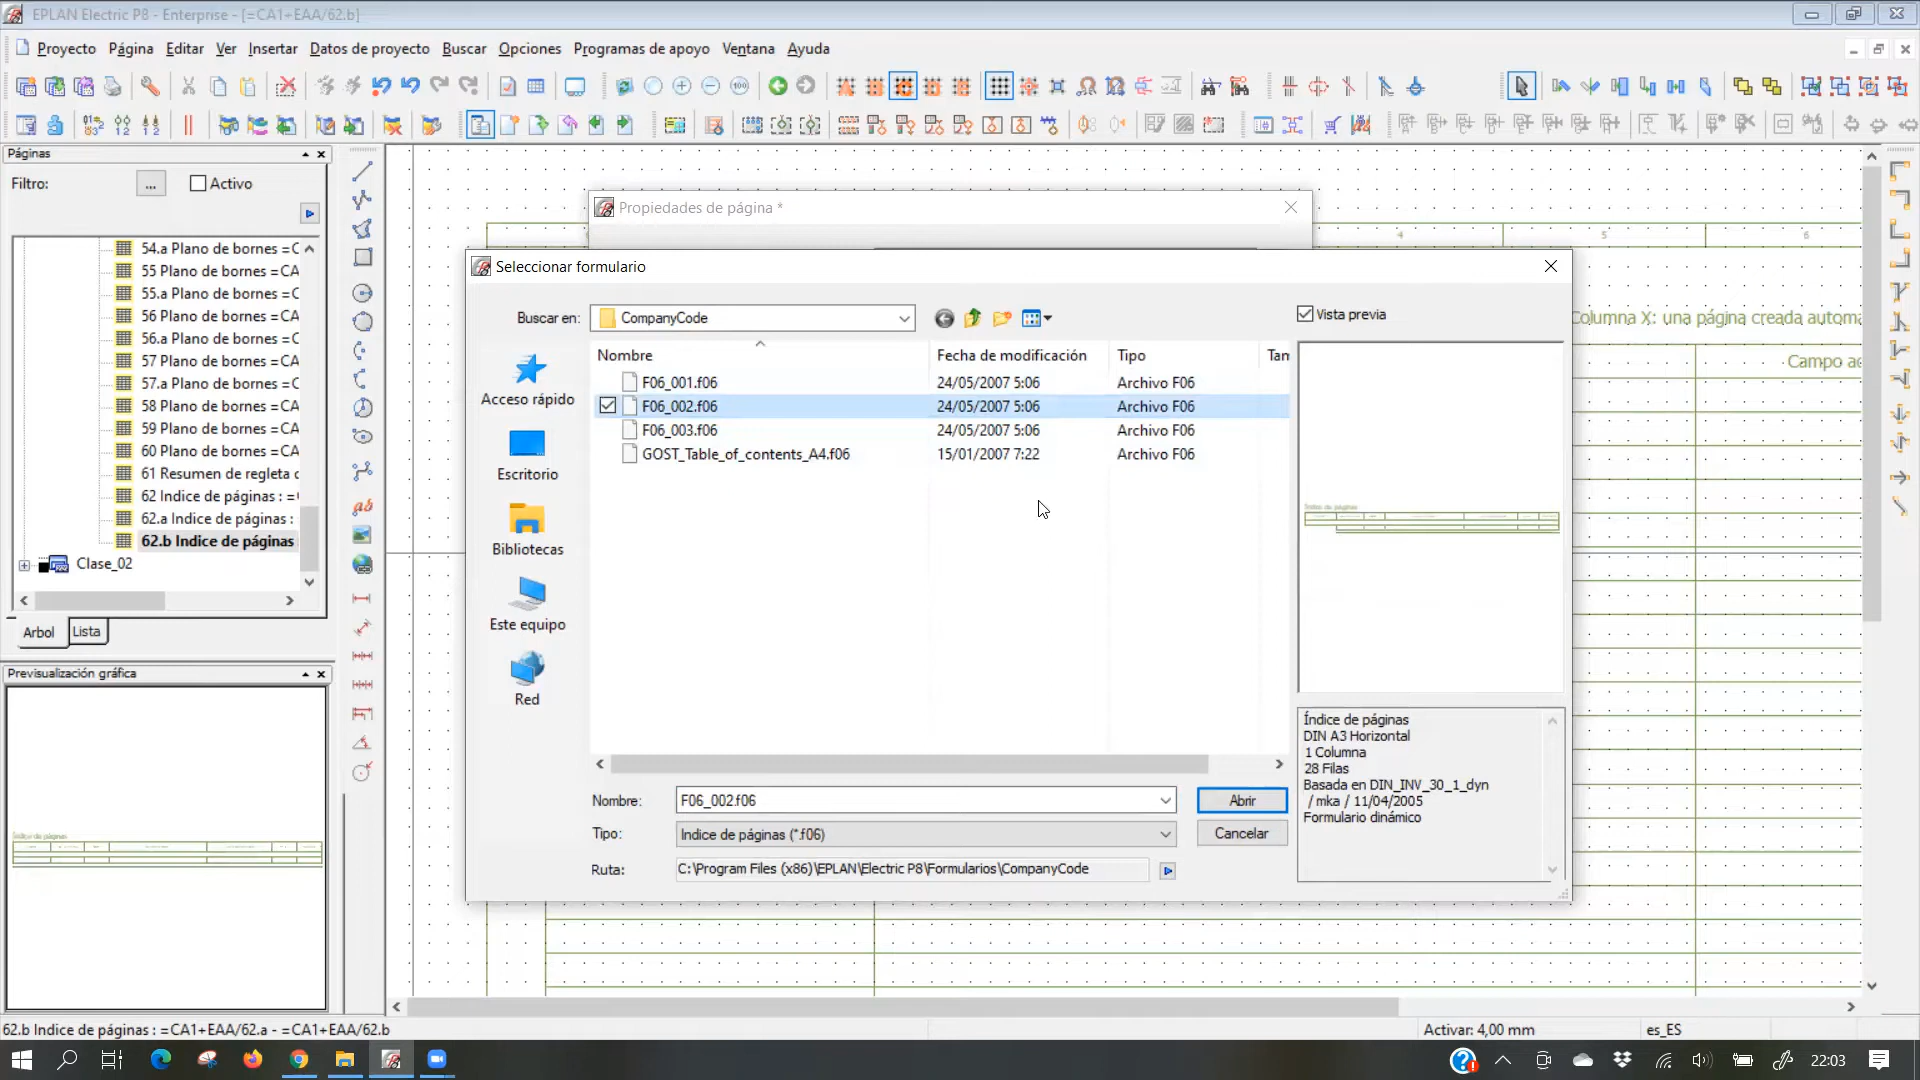 EPLAN Electric P8 - Enterprise - [=CA1+EAA/62.b]
Proyecto Página Editar Ver Insertar Datos de proyecto Buscar Opciones Programas de apoyo Ventana Ayuda
Páginas
Filtro: ... Activo
54.a Plano de bornes =C
55 Plano de bornes =CA
55.a Plano de bornes =C
56 Plano de bornes =CA
56.a Plano de bornes =C
57 Plano de bornes =CA
57.a Plano de bornes =C
58 Plano de bornes =CA
59 Plano de bornes =CA
60 Plano de bornes =CA
61 Resumen de regleta d
62 Indice de páginas : =
62.a Indice de páginas :
62.b Indice de páginas
Clase_02
Arbol Lista
Previsualización gráfica
Índice de páginas
Propiedades de página *
4 5 6
Columna X: una página creada automa
Campo ac
Seleccionar formulario
Buscar en: CompanyCode
Vista previa
Acceso rápido
Escritorio
Bibliotecas
Este equipo
Red
Nombre Fecha de modificación Tipo Tan
F06_001.f06 24/05/2007 5:06 Archivo F06
F06_002.f06 24/05/2007 5:06 Archivo F06
F06_003.f06 24/05/2007 5:06 Archivo F06
GOST_Table_of_contents_A4.f06 15/01/2007 7:22 Archivo F06
Índice de páginas
Índice de páginas
DIN A3 Horizontal
1 Columna
28 Filas
Basada en DIN_INV_30_1_dyn
/ mka / 11/04/2005
Formulario dinámico
Nombre: F06_002.f06 Abrir
Tipo: Indice de páginas (*.f06) Cancelar
Ruta: C:\Program Files (x86)\EPLAN\Electric P8\Formularios\CompanyCode
62.b Indice de páginas : =CA1+EAA/62.a - =CA1+EAA/62.b
Activar: 4,00 mm es_ES
22:03